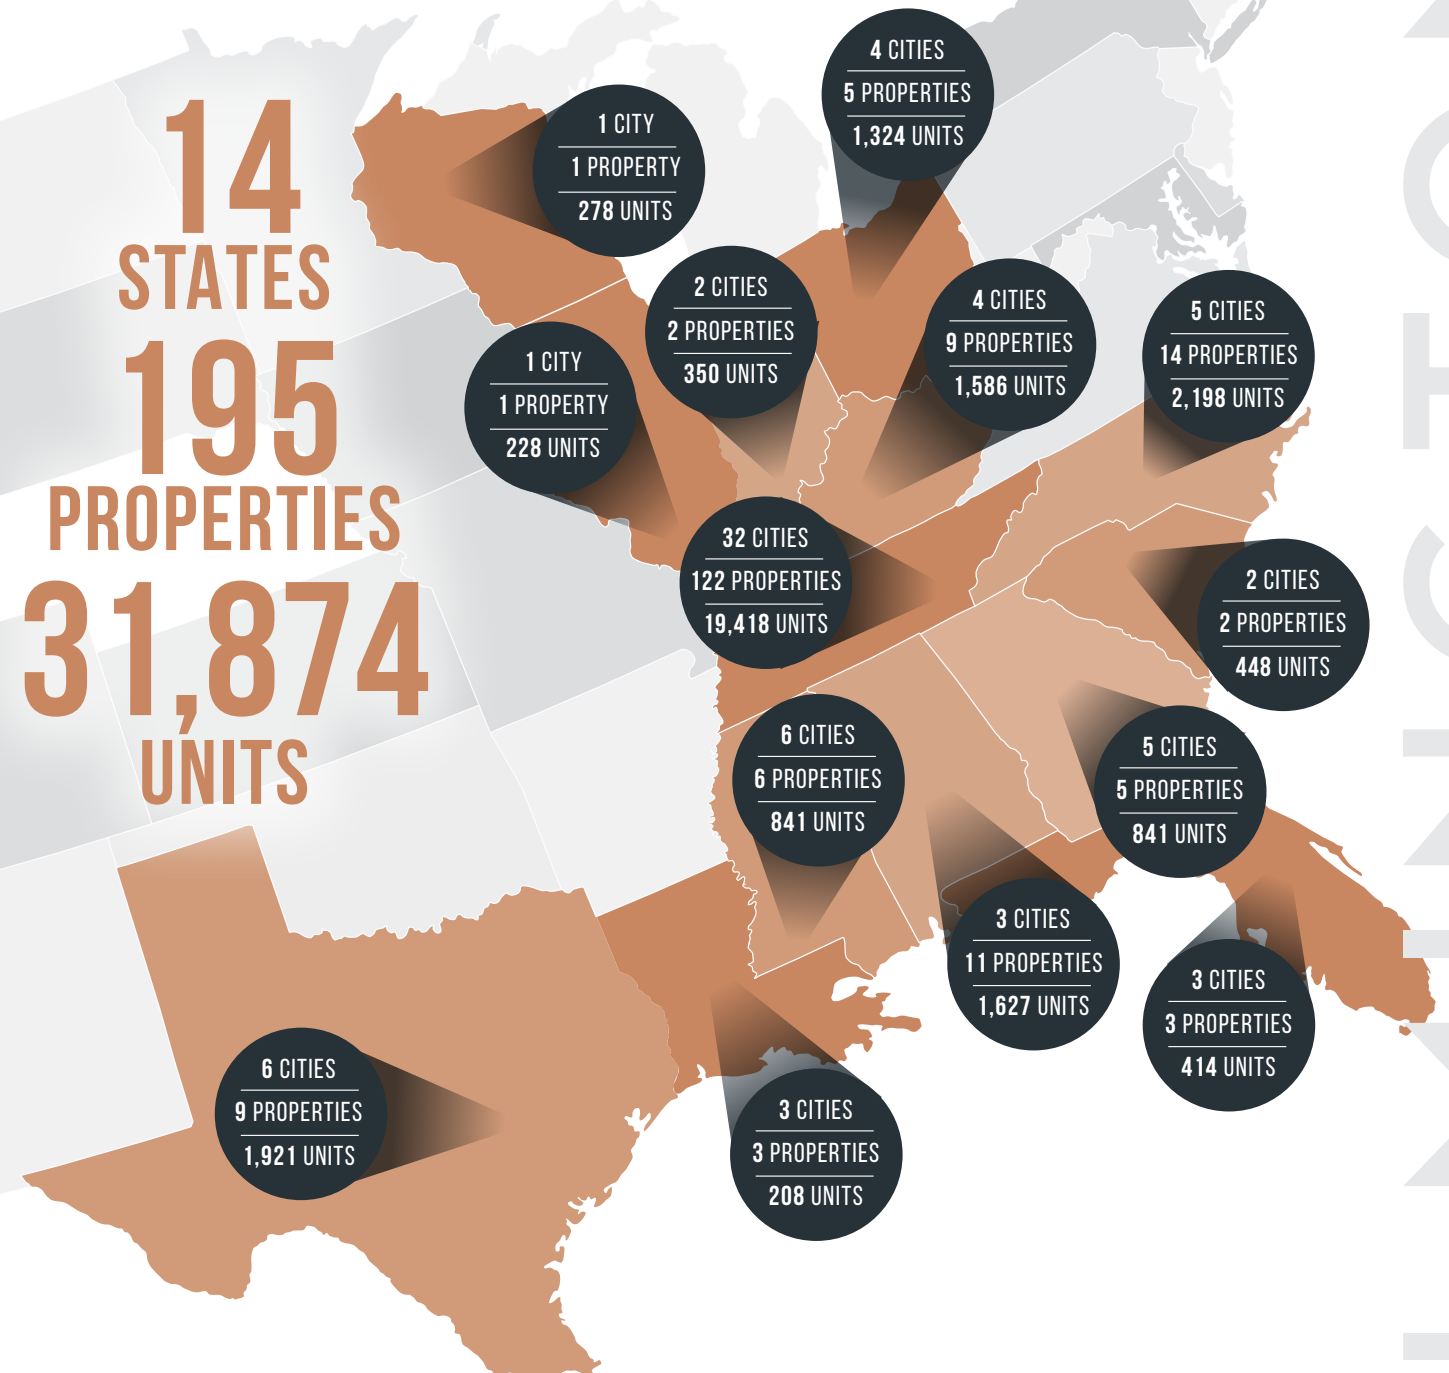 14
STATES
195
PROPERTIES
31,874
UNITS
4 CITIES
5 PROPERTIES
1,324 UNITS
1 CITY
1 PROPERTY
278 UNITS
2 CITIES
2 PROPERTIES
350 UNITS
4 CITIES
9 PROPERTIES
1,586 UNITS
5 CITIES
14 PROPERTIES
2,198 UNITS
1 CITY
1 PROPERTY
228 UNITS
32 CITIES
122 PROPERTIES
19,418 UNITS
2 CITIES
2 PROPERTIES
448 UNITS
6 CITIES
6 PROPERTIES
841 UNITS
5 CITIES
5 PROPERTIES
841 UNITS
3 CITIES
11 PROPERTIES
1,627 UNITS
3 CITIES
3 PROPERTIES
414 UNITS
6 CITIES
9 PROPERTIES
1,921 UNITS
3 CITIES
3 PROPERTIES
208 UNITS